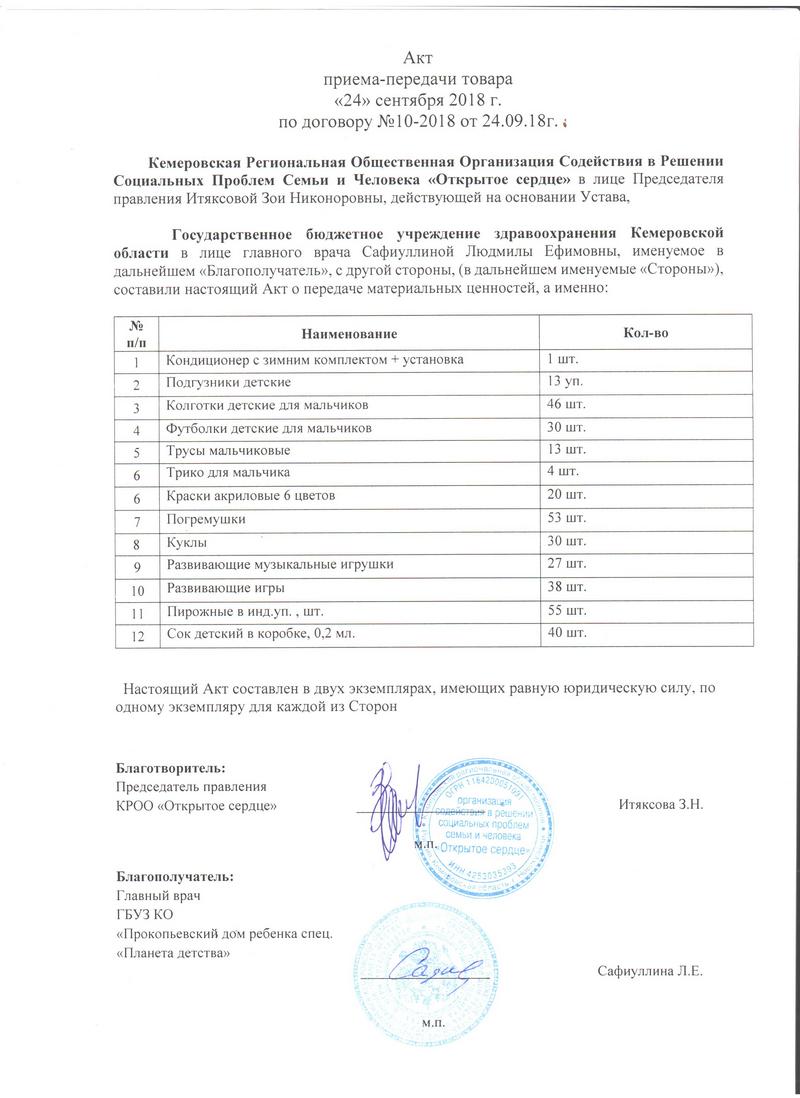 Акт
приема-передачи товара
«24» сентября 2018 г.
по договору №10-2018 от 24.09.18г.
Кемеровская Региональная Общественная Организация Содействия в Решении
Социальных Проблем Семьи и Человека «Открытое сердце» в лице Председателя
правления Итяксовой Зои Никоноровны, действующей на основании Устава,
Государственное бюджетное учреждение здравоохранения Кемеровской
области в лице главного врача Сафиуллиной Людмилы Ефимовны, именуемое в
дальнейшем «Благополучатель», с другой стороны, (в дальнейшем именуемые «Стороны»),
составили настоящий Акт о передаче материальных ценностей, а именно:
№ п/п Наименование Кол-во
1 Кондиционер с зимним комплектом + установка 1 шт.
2 Подгузники детские 13 уп.
3 Колготки детские для мальчиков 46 шт.
4 Футболки детские для мальчиков 30 шт.
5 Трусы мальчиковые 13 шт.
6 Трико для мальчика 4 шт.
6 Краски акриловые 6 цветов 20 шт.
7 Погремушки 53 шт.
8 Куклы 30 шт.
9 Развивающие музыкальные игрушки 27 шт.
10 Развивающие игры 38 шт.
11 Пирожные в инд.уп. , шт. 55 шт.
12 Сок детский в коробке, 0,2 мл. 40 шт.
Настоящий Акт составлен в двух экземплярах, имеющих равную юридическую силу, по
одному экземпляру для каждой из Сторон
Благотворитель:
Председатель правления
КРОО «Открытое сердце» Итяксова З.Н.
организация
содействия в решении
социальных проблем
семьи и человека
«Открытое сердце»
ИНН 4253035393
м.п.
Благополучатель:
Главный врач
ГБУЗ КО
«Прокопьевский дом ребенка спец.
«Планета детства»
Сафиуллина Л.Е.
м.п.